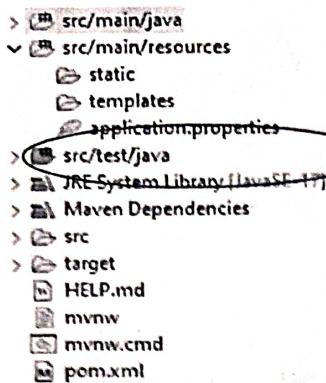 src/main/java
src/main/resources
static
templates
application.properties
src/test/java
JRE System Library [JavaSE-17]
Maven Dependencies
src
target
HELP.md
mvnw
mvnw.cmd
pom.xml